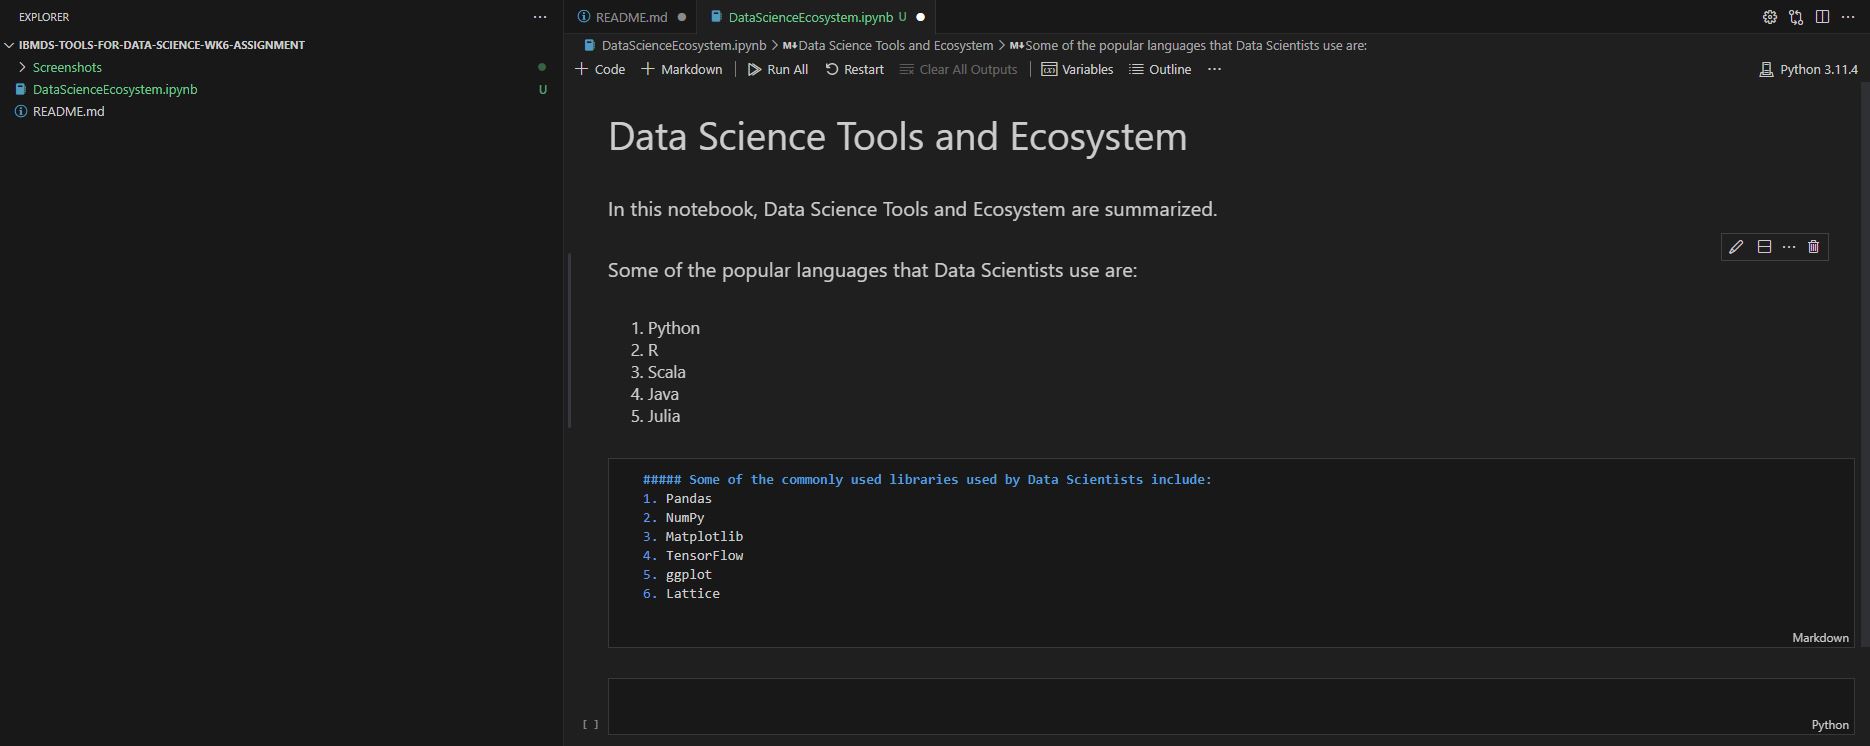 EXPLORER
IBMDS-TOOLS-FOR-DATA-SCIENCE-WK6-ASSIGNMENT
Screenshots
DataScienceEcosystem.ipynb U
README.md
README.md DataScienceEcosystem.ipynb U
DataScienceEcosystem.ipynb > M↓Data Science Tools and Ecosystem > M↓Some of the popular languages that Data Scientists use are:
+ Code + Markdown | Run All Restart Clear All Outputs | Variables Outline ··· Python 3.11.4
Data Science Tools and Ecosystem
In this notebook, Data Science Tools and Ecosystem are summarized.
Some of the popular languages that Data Scientists use are:
1. Python
2. R
3. Scala
4. Java
5. Julia
##### Some of the commonly used libraries used by Data Scientists include:
1. Pandas
2. NumPy
3. Matplotlib
4. TensorFlow
5. ggplot
6. Lattice
Markdown
[ ]
Python